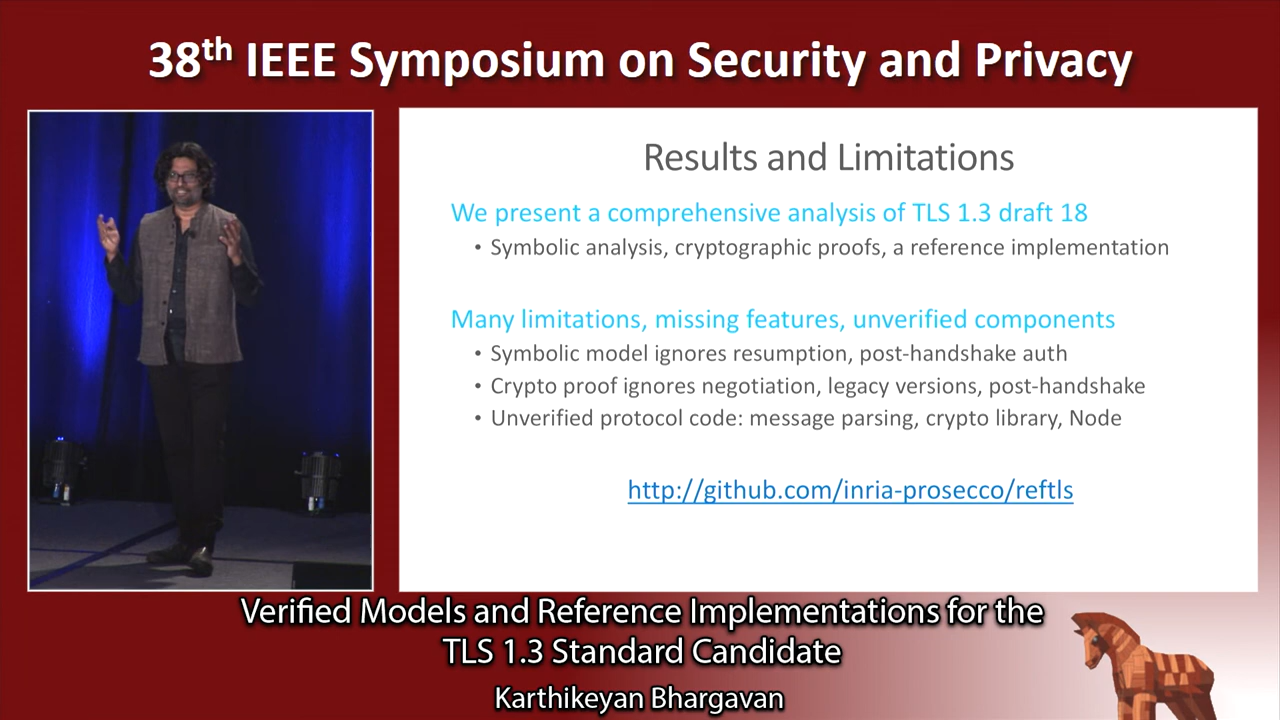 38th IEEE Symposium on Security and Privacy
Results and Limitations
We present a comprehensive analysis of TLS 1.3 draft 18
• Symbolic analysis, cryptographic proofs, a reference implementation
Many limitations, missing features, unverified components
• Symbolic model ignores resumption, post-handshake auth
• Crypto proof ignores negotiation, legacy versions, post-handshake
• Unverified protocol code: message parsing, crypto library, Node
http://github.com/inria-prosecco/reftls
Verified Models and Reference Implementations for the
TLS 1.3 Standard Candidate
Karthikeyan Bhargavan